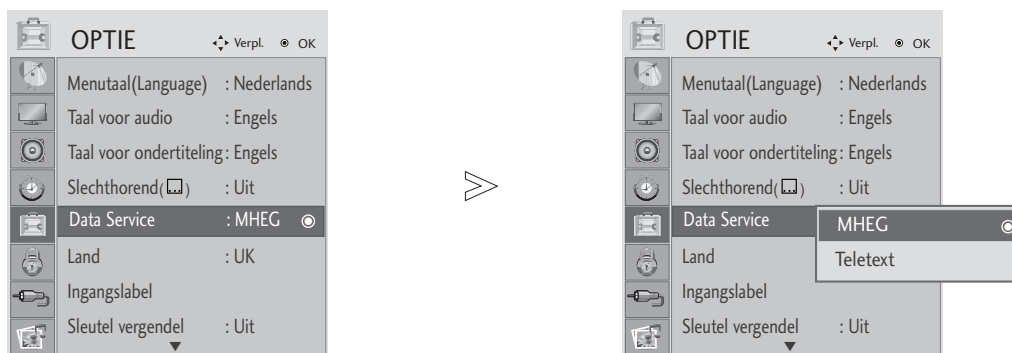 OPTIE Verpl. OK
Menutaal(Language) : Nederlands
Taal voor audio : Engels
Taal voor ondertiteling : Engels
Slechthorend( ) : Uit
Data Service : MHEG
Land : UK
Ingangslabel
Sleutel vergendel : Uit
OPTIE Verpl. OK
Menutaal(Language) : Nederlands
Taal voor audio : Engels
Taal voor ondertiteling : Engels
Slechthorend( ) : Uit
Data Service
MHEG
Land
Teletext
Ingangslabel
Sleutel vergendel : Uit